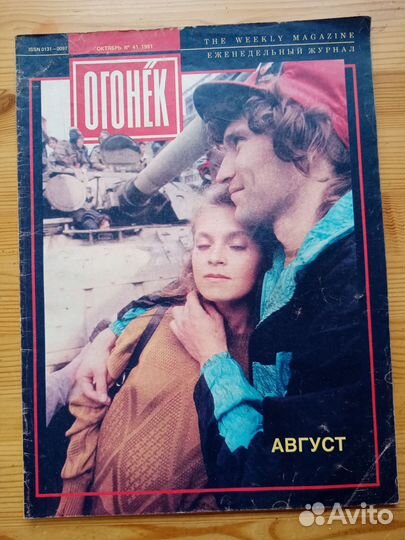 ISSN 0131-0097
ОКТЯБРЬ № 41 1991
THE WEEKLY MAGAZINE
ЕЖЕНЕДЕЛЬНЫЙ ЖУРНАЛ
ОГОНЁК
АВГУСТ
Avito